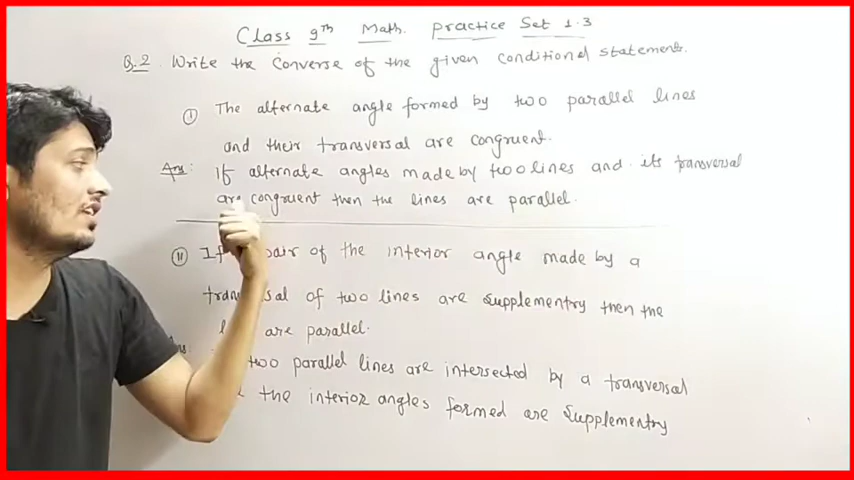 Class 9th Math. Practice Set 1.3
Q.2 Write the Converse of the given conditional statements.
I The alternate angle formed by two parallel lines
and their transversal are congruent.
Ans: If alternate angles made by two lines and its transversal
are congruent then the lines are parallel.
II If pair of the interior angle made by a
of two lines are supplementry then the
are parallel.
Ans:
two parallel lines are intersected by a transversal
the interior angles formed are supplementry